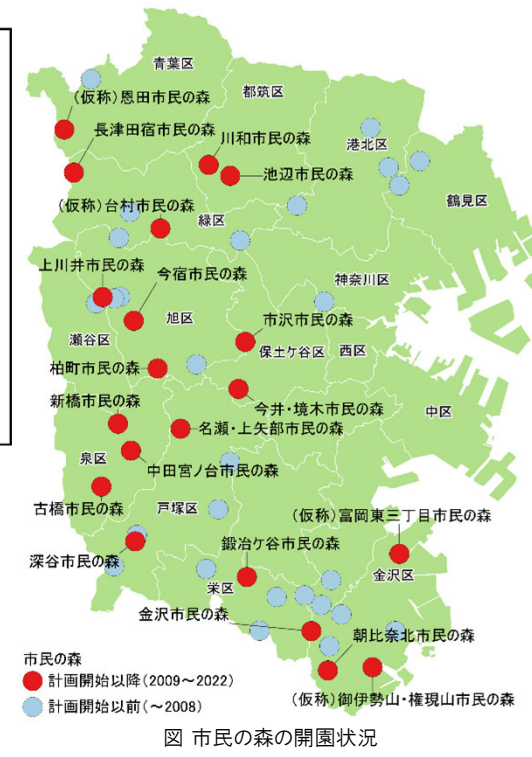 青葉区
(仮称)恩田市民の森
都筑区
長津田宿市民の森
川和市民の森
港北区
池辺市民の森
鶴見区
(仮称)台村市民の森
緑区
上川井市民の森
今宿市民の森
神奈川区
旭区
市沢市民の森
瀬谷区
保土ケ谷区
西区
柏町市民の森
新橋市民の森
今井・境木市民の森
中区
名瀬・上矢部市民の森
泉区
中田宮ノ台市民の森
古橋市民の森
戸塚区
(仮称)富岡東三丁目市民の森
鍛冶ケ谷市民の森
深谷市民の森
金沢区
栄区
金沢市民の森
朝比奈北市民の森
市民の森
計画開始以降(2009~2022)
(仮称)御伊勢山・権現山市民の森
計画開始以前(~2008)
図 市民の森の開園状況